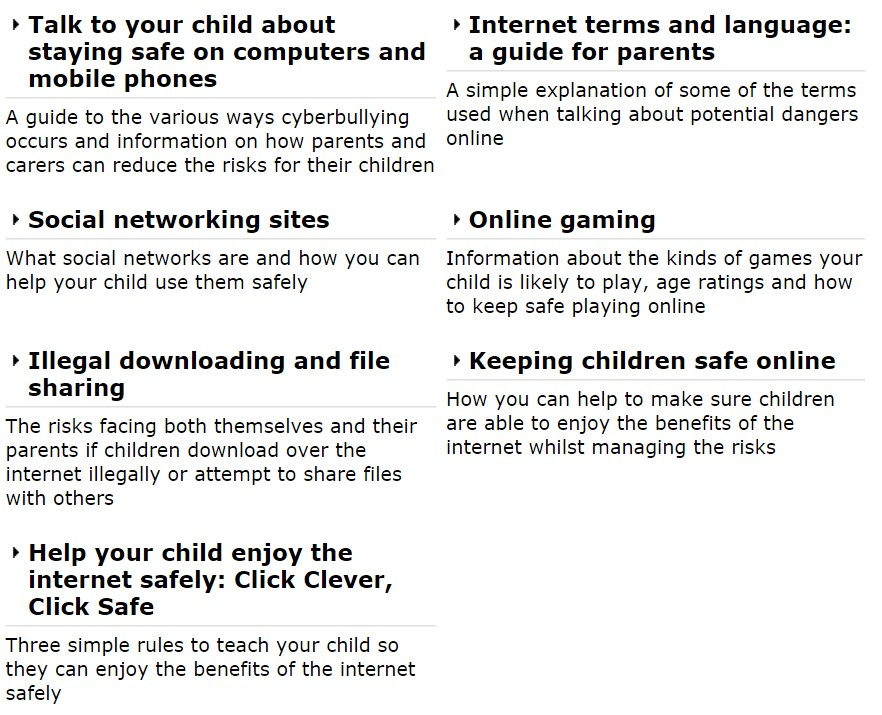 Talk to your child about
staying safe on computers and
mobile phones
A guide to the various ways cyberbullying
occurs and information on how parents and
carers can reduce the risks for their children
Internet terms and language:
a guide for parents
A simple explanation of some of the terms
used when talking about potential dangers
online
Social networking sites
What social networks are and how you can
help your child use them safely
Online gaming
Information about the kinds of games your
child is likely to play, age ratings and how
to keep safe playing online
Illegal downloading and file
sharing
The risks facing both themselves and their
parents if children download over the
internet illegally or attempt to share files
with others
Keeping children safe online
How you can help to make sure children
are able to enjoy the benefits of the
internet whilst managing the risks
Help your child enjoy the
internet safely: Click Clever,
Click Safe
Three simple rules to teach your child so
they can enjoy the benefits of the internet
safely